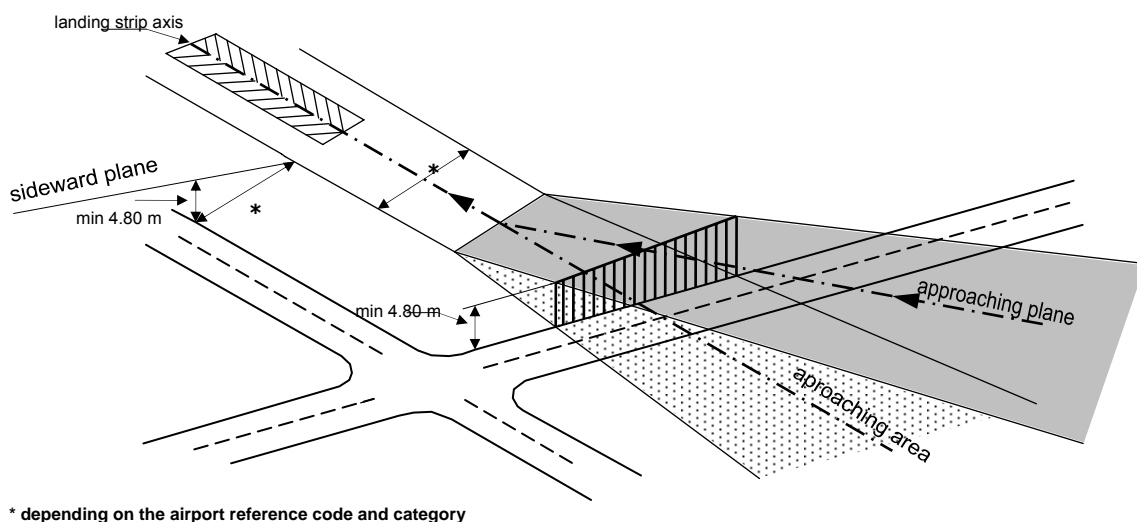 landing strip axis
*
sideward plane
min 4.80 m
*
approaching plane
min 4.80 m
aproaching area
* depending on the airport reference code and category